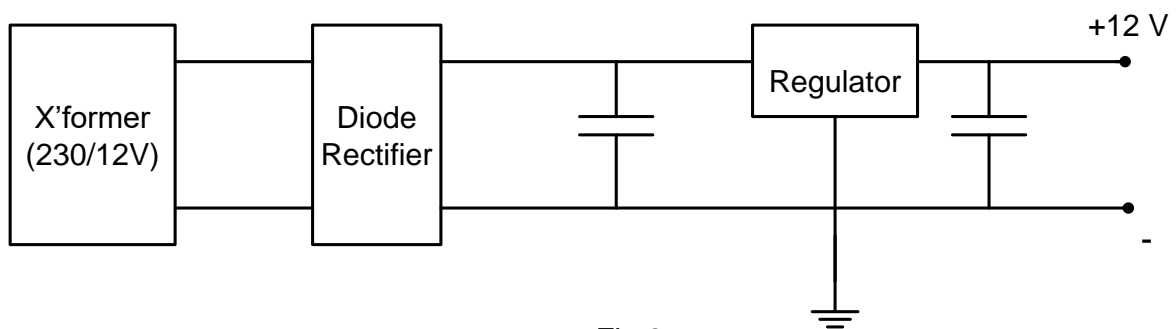 +12 V
X'former
(230/12V)
Diode
Rectifier
Regulator
-